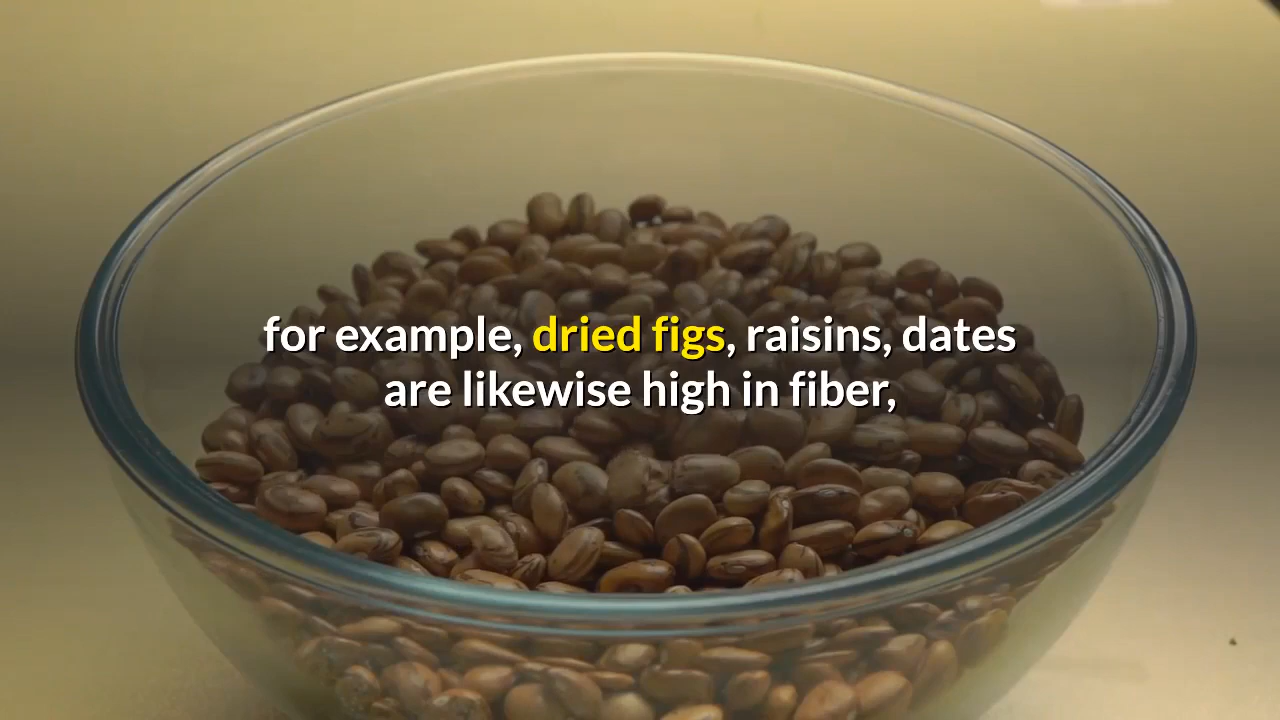 for example, dried figs, raisins, dates
are likewise high in fiber,